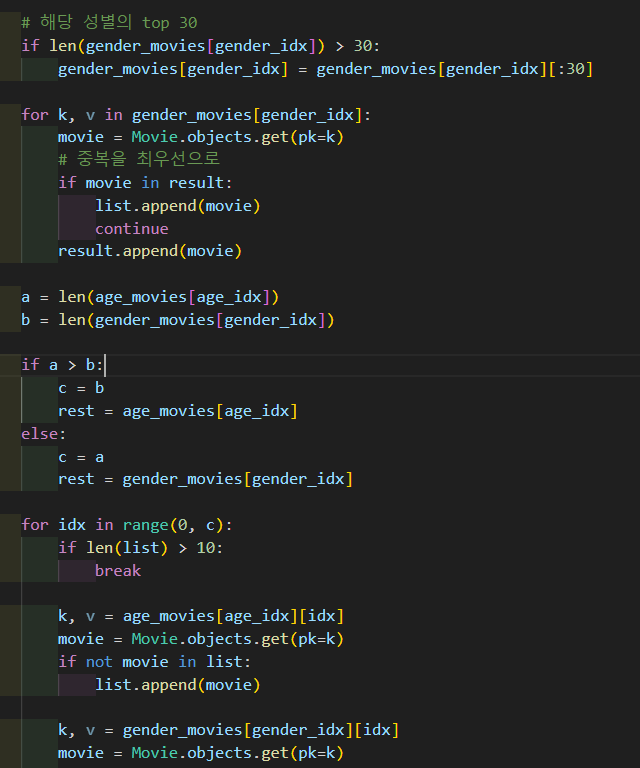 # 해당 성별의 top 30
if len(gender_movies[gender_idx]) > 30:
    gender_movies[gender_idx] = gender_movies[gender_idx][:30]

for k, v in gender_movies[gender_idx]:
    movie = Movie.objects.get(pk=k)
    # 중복을 최우선으로
    if movie in result:
        list.append(movie)
        continue
    result.append(movie)

a = len(age_movies[age_idx])
b = len(gender_movies[gender_idx])

if a > b:
    c = b
    rest = age_movies[age_idx]
else:
    c = a
    rest = gender_movies[gender_idx]

for idx in range(0, c):
    if len(list) > 10:
        break

    k, v = age_movies[age_idx][idx]
    movie = Movie.objects.get(pk=k)
    if not movie in list:
        list.append(movie)

    k, v = gender_movies[gender_idx][idx]
    movie = Movie.objects.get(pk=k)